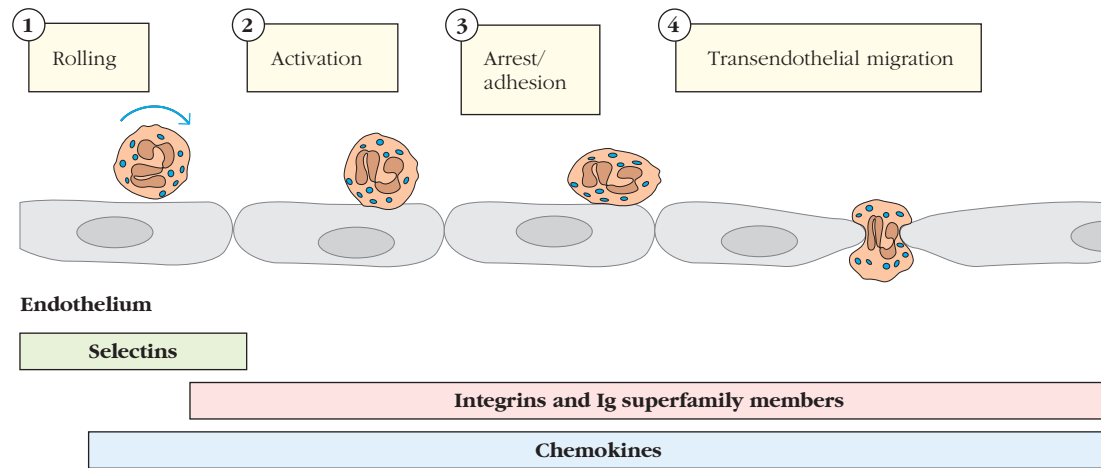 1
Rolling
2
Activation
3
Arrest/
adhesion
4
Transendothelial migration
Endothelium
Selectins
Integrins and Ig superfamily members
Chemokines